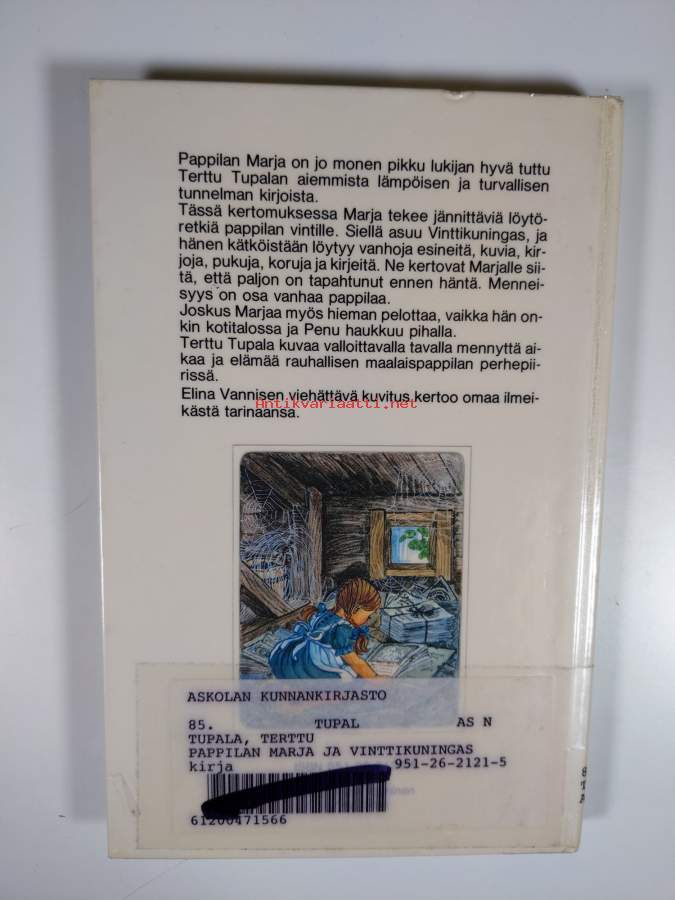 Pappilan Marja on jo monen pikku lukijan hyvä tuttu
Terttu Tupalan aiemmista lämpöisen ja turvallisen
tunnelman kirjoista.
Tässä kertomuksessa Marja tekee jännittäviä löytö-
retkiä pappilan vintille. Siellä asuu Vinttikuningas, ja
hänen kätköistään löytyy vanhoja esineitä, kuvia, kir-
joja, pukuja, koruja ja kirjeitä. Ne kertovat Marjalle sii-
tä, että paljon on tapahtunut ennen häntä. Mennei-
syys on osa vanhaa pappilaa.
Joskus Marjaa myös hieman pelottaa, vaikka hän on-
kin kotitalossa ja Penu haukkuu pihalla.
Terttu Tupala kuvaa valloittavalla tavalla mennyttä ai-
kaa ja elämää rauhallisen maalaispappilan perhepii-
rissä.
Elina Vannisen viehättävä kuvitus kertoo omaa ilmei-
kästä tarinaansa.
Antikvariaatti.net
ASKOLAN KUNNANKIRJASTO
85. TUPAL AS N
TUPALA, TERTTU
PAPPILAN MARJA JA VINTTIKUNINGAS
kirja 951-26-2121-5
61200471566